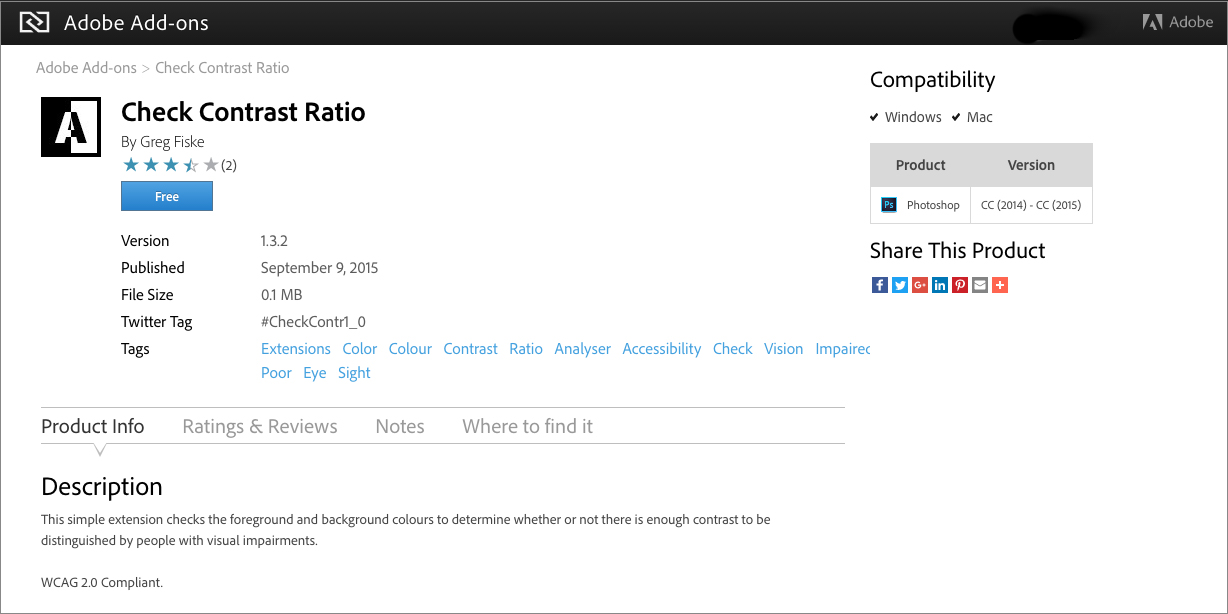 Adobe Add-ons
Adobe
Adobe Add-ons > Check Contrast Ratio
A
Check Contrast Ratio
By Greg Fiske
(2)
Free
Version 1.3.2
Published September 9, 2015
File Size 0.1 MB
Twitter Tag #CheckContr1_0
Tags Extensions Color Colour Contrast Ratio Analyser Accessibility Check Vision Impaired
Poor Eye Sight
Product Info Ratings & Reviews Notes Where to find it
Description
This simple extension checks the foreground and background colours to determine whether or not there is enough contrast to be
distinguished by people with visual impairments.
WCAG 2.0 Compliant.
Compatibility
✔ Windows ✔ Mac
Product Version
Ps Photoshop CC (2014) - CC (2015)
Share This Product
f G+ in